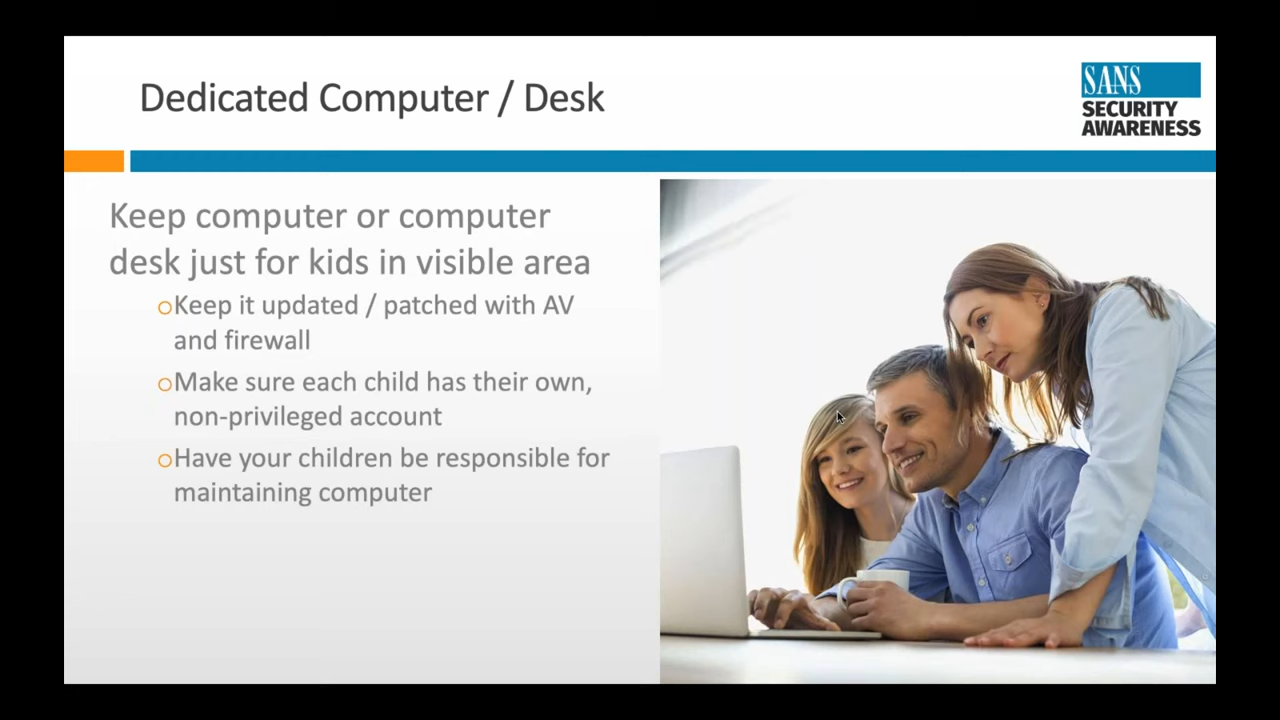 Dedicated Computer / Desk
SANS
SECURITY
AWARENESS
Keep computer or computer
desk just for kids in visible area
Keep it updated / patched with AV
and firewall
Make sure each child has their own,
non-privileged account
Have your children be responsible for
maintaining computer